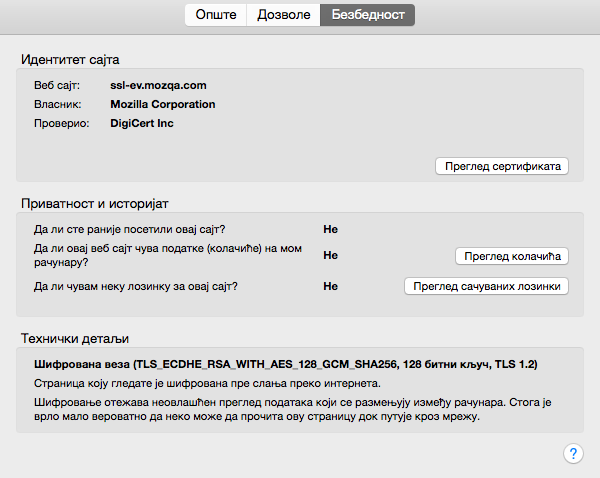 Опште Дозволе Безбедност
Идентитет сајта
Веб сајт: ssl-ev.mozqa.com
Власник: Mozilla Corporation
Проверио: DigiCert Inc
Преглед сертификата
Приватност и историјат
Да ли сте раније посетили овај сајт? Не
Да ли овај веб сајт чува податке (колачиће) на мом
рачунару? Не Преглед колачића
Да ли чувам неку лозинку за овај сајт? Не Преглед сачуваних лозинки
Технички детаљи
Шифрована веза (TLS_ECDHE_RSA_WITH_AES_128_GCM_SHA256, 128 битни кључ, TLS 1.2)
Страница коју гледате је шифрована пре слања преко интернета.
Шифровање отежава неовлашћен преглед података који се размењују између рачунара. Стога је
врло мало вероватно да неко може да прочита ову страницу док путује кроз мрежу.
?